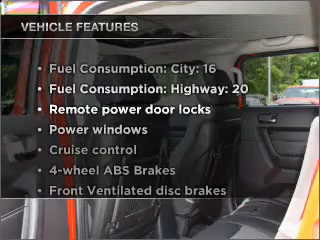 VEHICLE FEATURES
• Fuel Consumption: City: 16
• Fuel Consumption: Highway: 20
• Remote power door locks
• Power windows
• Cruise control
• 4-wheel ABS Brakes
• Front Ventilated disc brakes